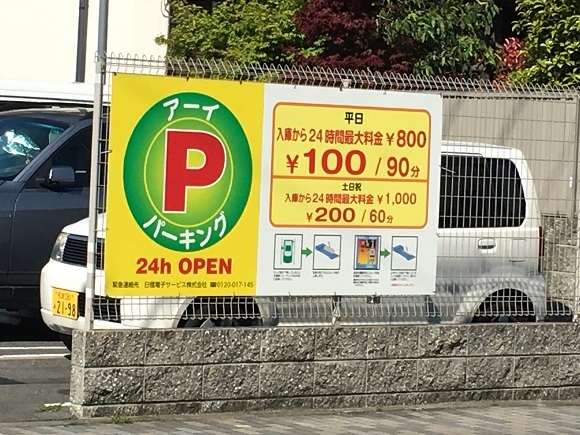 アーイ
P
パーキング
24h OPEN
緊急連絡先 日信電子サービス株式会社 0120-017-145
平日
入庫から24時間最大料金¥800
¥100/90分
土日祝
入庫から24時間最大料金¥1,000
¥200/60分
21-98